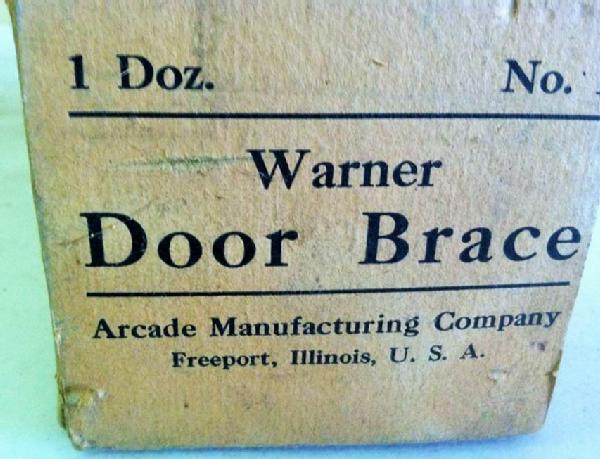 1 Doz. No.
Warner
Door Brace
Arcade Manufacturing Company
Freeport, Illinois, U. S. A.